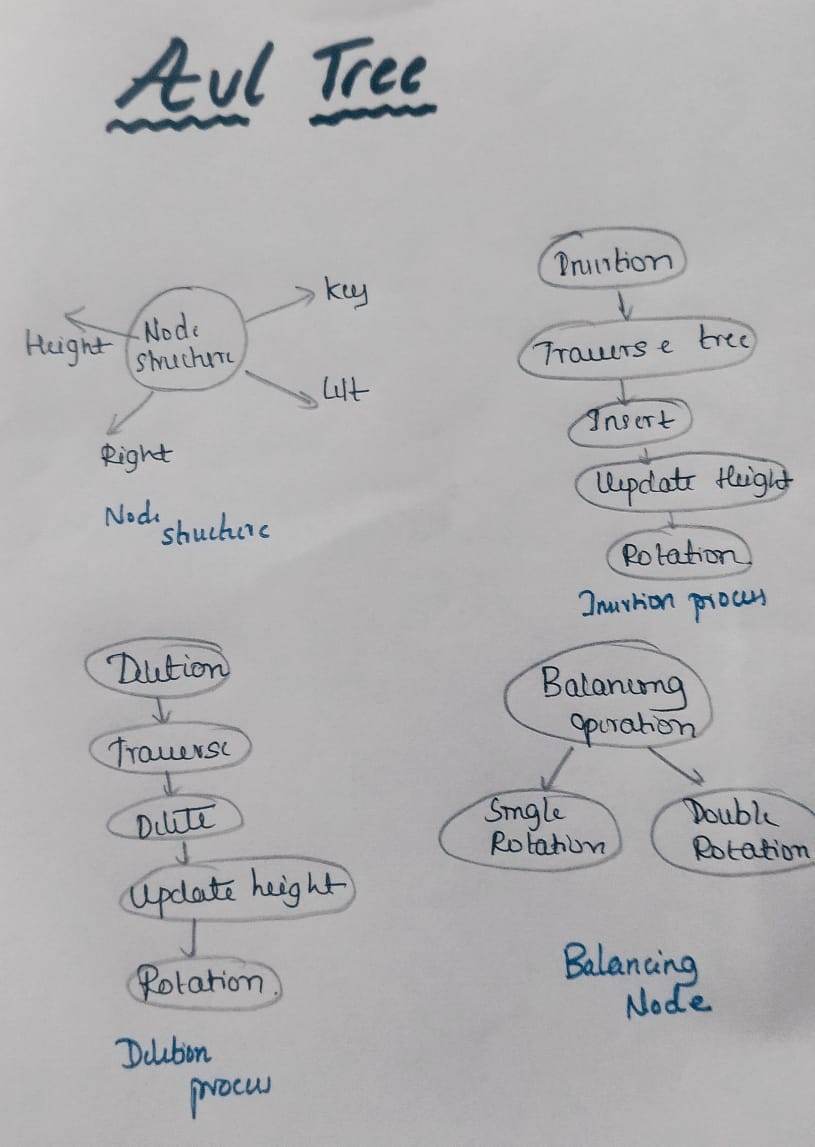 Avl Tree
Node
structure
Key
Left
Height
Right
Node
structure
Insertion
Traverse tree
Insert
Update Height
Rotation
Insertion process
Deletion
Traverse
Delete
Update height
Rotation.
Deletion
process
Balancing
operation
Single
Rotation
Double
Rotation
Balancing
Node